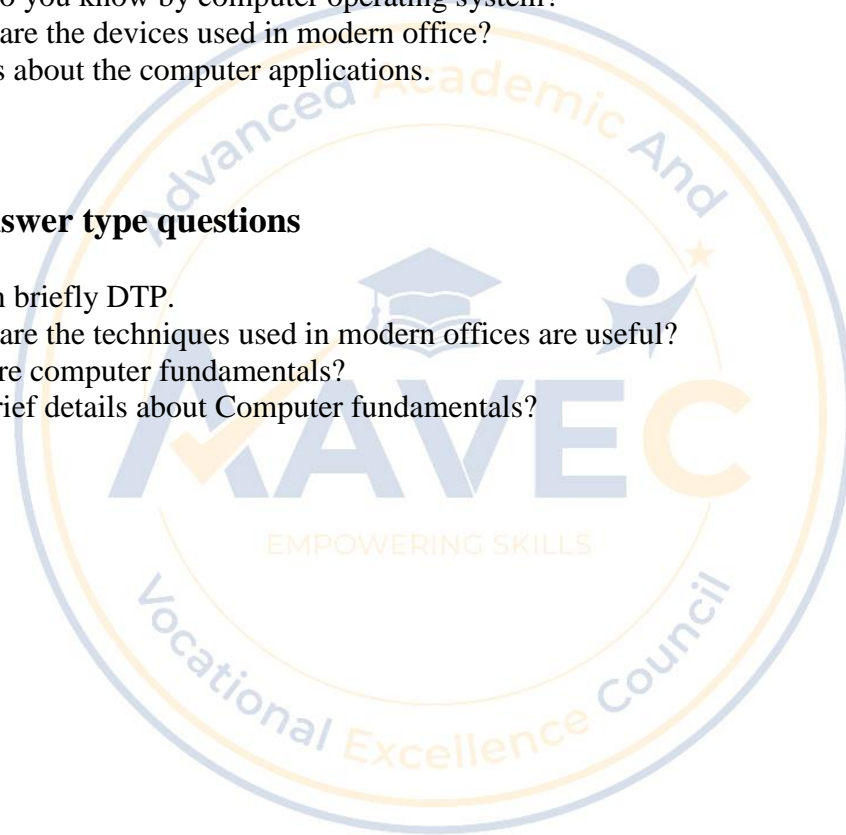 o you know by computer operating system?
are the devices used in modern office?
s about the computer applications.
swer type questions
n briefly DTP.
are the techniques used in modern offices are useful?
re computer fundamentals?
rief details about Computer fundamentals?
Advanced Academic And
AAVEC
EMPOWERING SKILLS
Vocational Excellence Council